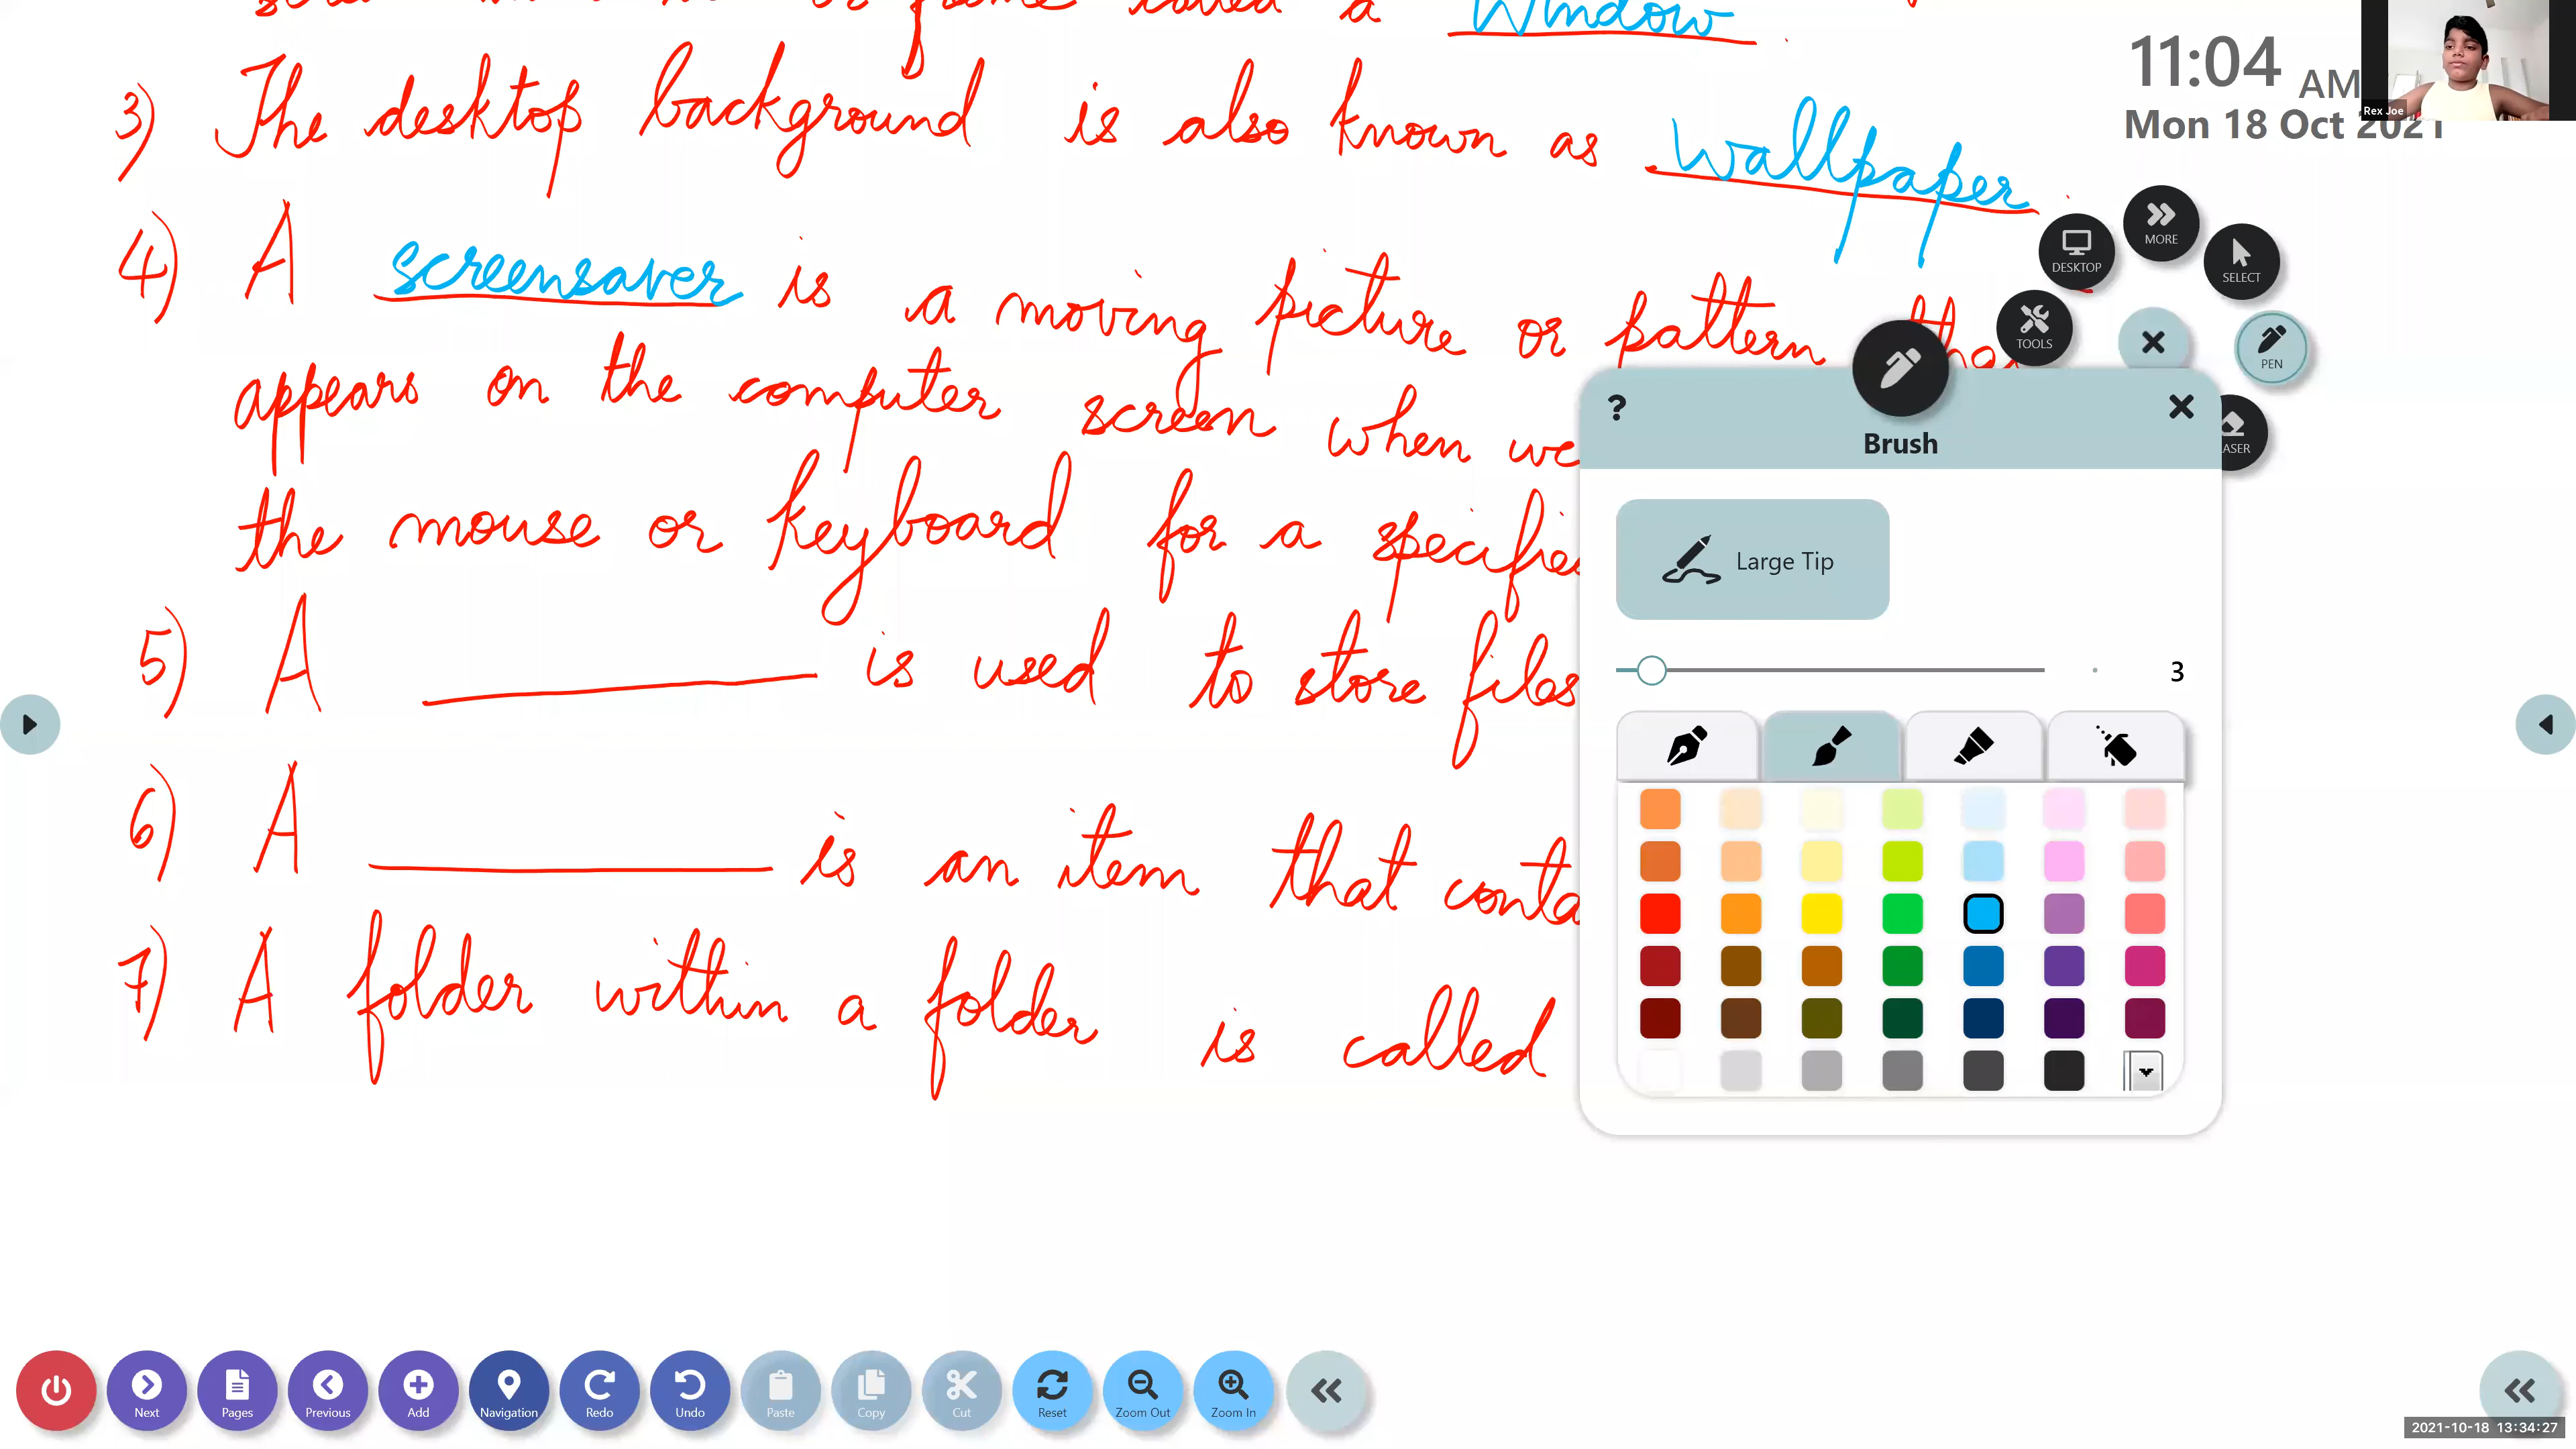 called a Window.
3) The desktop background is also known as Wallpaper.
4) A screensaver is a moving picture or pattern
appears on the computer screen when we
the mouse or keyboard for a
5) A ____________ is used to store files
6) A ____________ is an item that
7) A folder within a folder is called
11:04 AM
Mon 18 Oct 2021
Rex Joe
MORE
DESKTOP
SELECT
TOOLS
PEN
?
Brush
Large Tip
3
Next
Pages
Previous
Add
Navigation
Redo
Undo
Paste
Copy
Cut
Reset
Zoom Out
Zoom In
2021-10-18 13:34:27